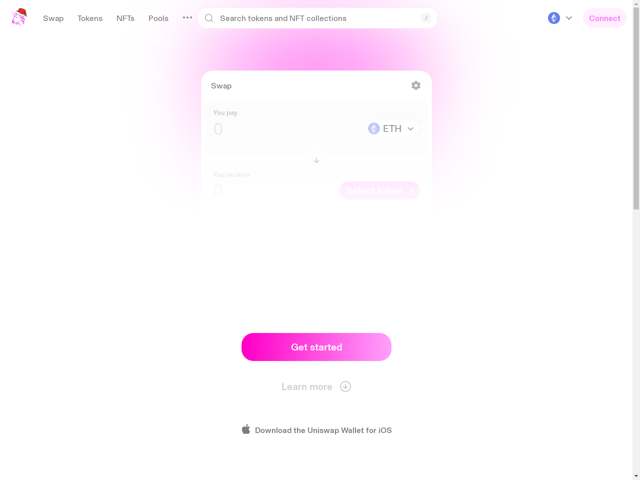 Swap
Tokens
NFTs
Pools
Search tokens and NFT collections
/
Connect
Swap
You pay
0
ETH
0
Get started
Learn more
Download the Uniswap Wallet for iOS